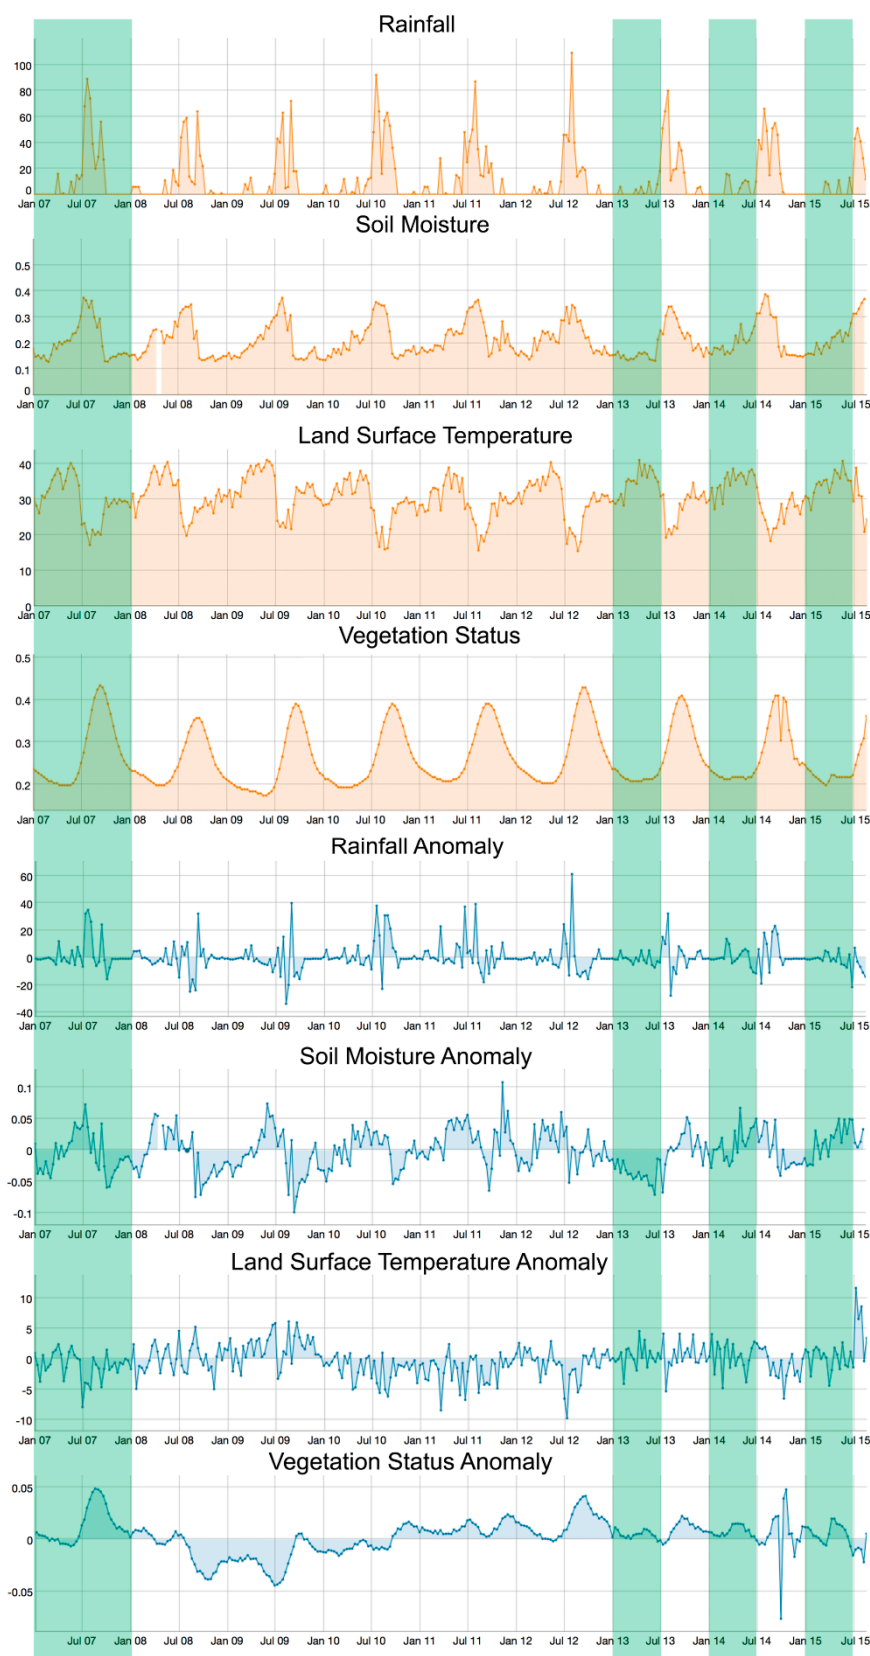 Rainfall
100
80
60
40
20
0
Jan 07 Jul 07 Jan 08 Jul 08 Jan 09 Jul 09 Jan 10 Jul 10 Jan 11 Jul 11 Jan 12 Jul 12 Jan 13 Jul 13 Jan 14 Jul 14 Jan 15 Jul 15
Soil Moisture
0.5
0.4
0.3
0.2
0.1
0
Jan 07 Jul 07 Jan 08 Jul 08 Jan 09 Jul 09 Jan 10 Jul 10 Jan 11 Jul 11 Jan 12 Jul 12 Jan 13 Jul 13 Jan 14 Jul 14 Jan 15 Jul 15
Land Surface Temperature
40
30
20
10
0
Jan 07 Jul 07 Jan 08 Jul 08 Jan 09 Jul 09 Jan 10 Jul 10 Jan 11 Jul 11 Jan 12 Jul 12 Jan 13 Jul 13 Jan 14 Jul 14 Jan 15 Jul 15
Vegetation Status
0.5
0.4
0.3
0.2
Jan 07 Jul 07 Jan 08 Jul 08 Jan 09 Jul 09 Jan 10 Jul 10 Jan 11 Jul 11 Jan 12 Jul 12 Jan 13 Jul 13 Jan 14 Jul 14 Jan 15 Jul 15
Rainfall Anomaly
60
40
20
0
-20
-40
Jan 07 Jul 07 Jan 08 Jul 08 Jan 09 Jul 09 Jan 10 Jul 10 Jan 11 Jul 11 Jan 12 Jul 12 Jan 13 Jul 13 Jan 14 Jul 14 Jan 15 Jul 15
Soil Moisture Anomaly
0.1
0.05
0
-0.05
-0.1
Jan 07 Jul 07 Jan 08 Jul 08 Jan 09 Jul 09 Jan 10 Jul 10 Jan 11 Jul 11 Jan 12 Jul 12 Jan 13 Jul 13 Jan 14 Jul 14 Jan 15 Jul 15
Land Surface Temperature Anomaly
10
5
0
-5
-10
Jan 07 Jul 07 Jan 08 Jul 08 Jan 09 Jul 09 Jan 10 Jul 10 Jan 11 Jul 11 Jan 12 Jul 12 Jan 13 Jul 13 Jan 14 Jul 14 Jan 15 Jul 15
Vegetation Status Anomaly
0.05
0
-0.05
Jul 07 Jan 08 Jul 08 Jan 09 Jul 09 Jan 10 Jul 10 Jan 11 Jul 11 Jan 12 Jul 12 Jan 13 Jul 13 Jan 14 Jul 14 Jan 15 Jul 15